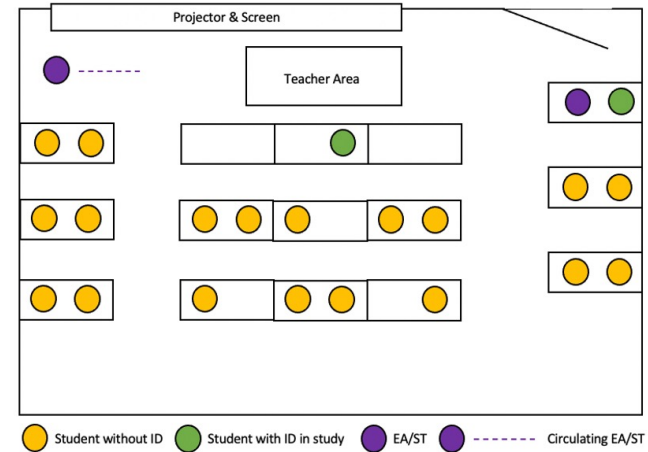 Projector & Screen
Teacher Area
Student without ID Student with ID in study EA/ST Circulating EA/ST